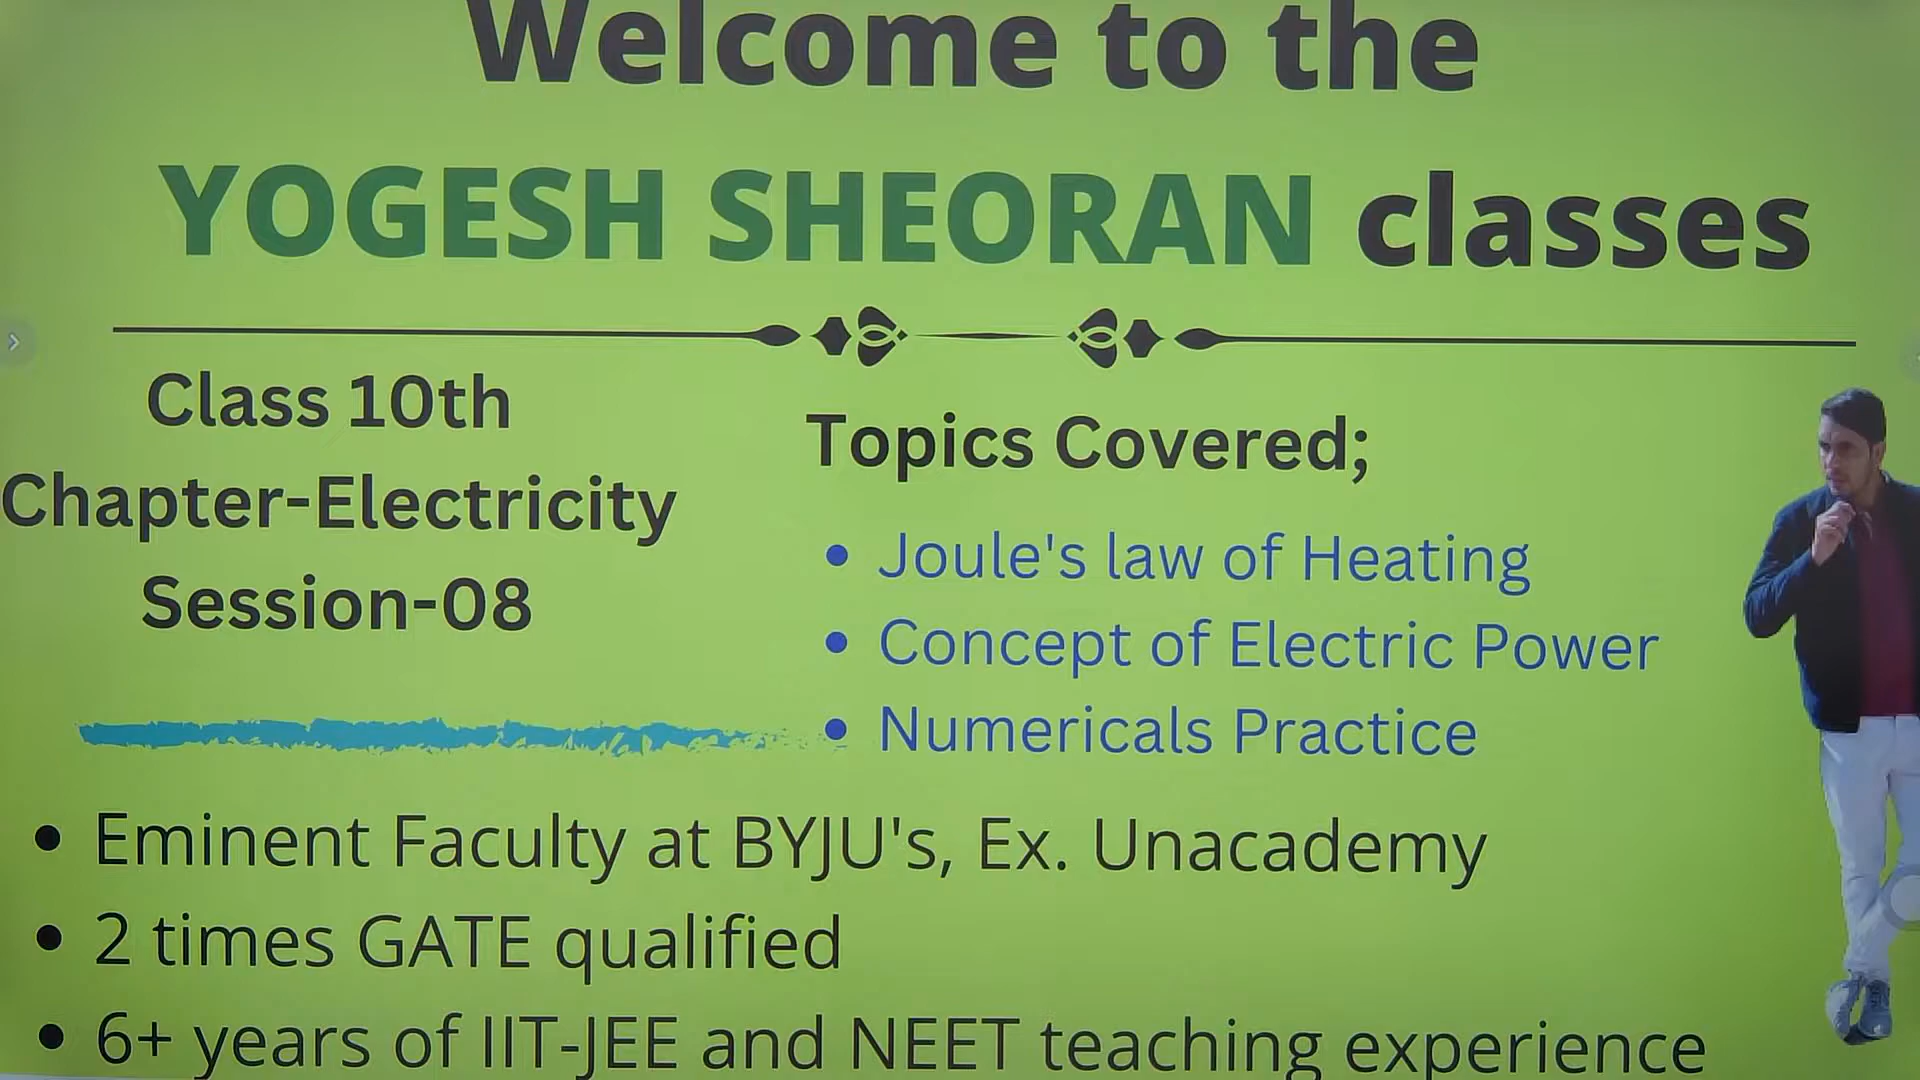 Welcome to the
YOGESH SHEORAN classes
Class 10th
Chapter-Electricity
Session-08
Topics Covered;
• Joule's law of Heating
• Concept of Electric Power
• Numericals Practice
• Eminent Faculty at BYJU's, Ex. Unacademy
• 2 times GATE qualified
• 6+ years of IIT-JEE and NEET teaching experience